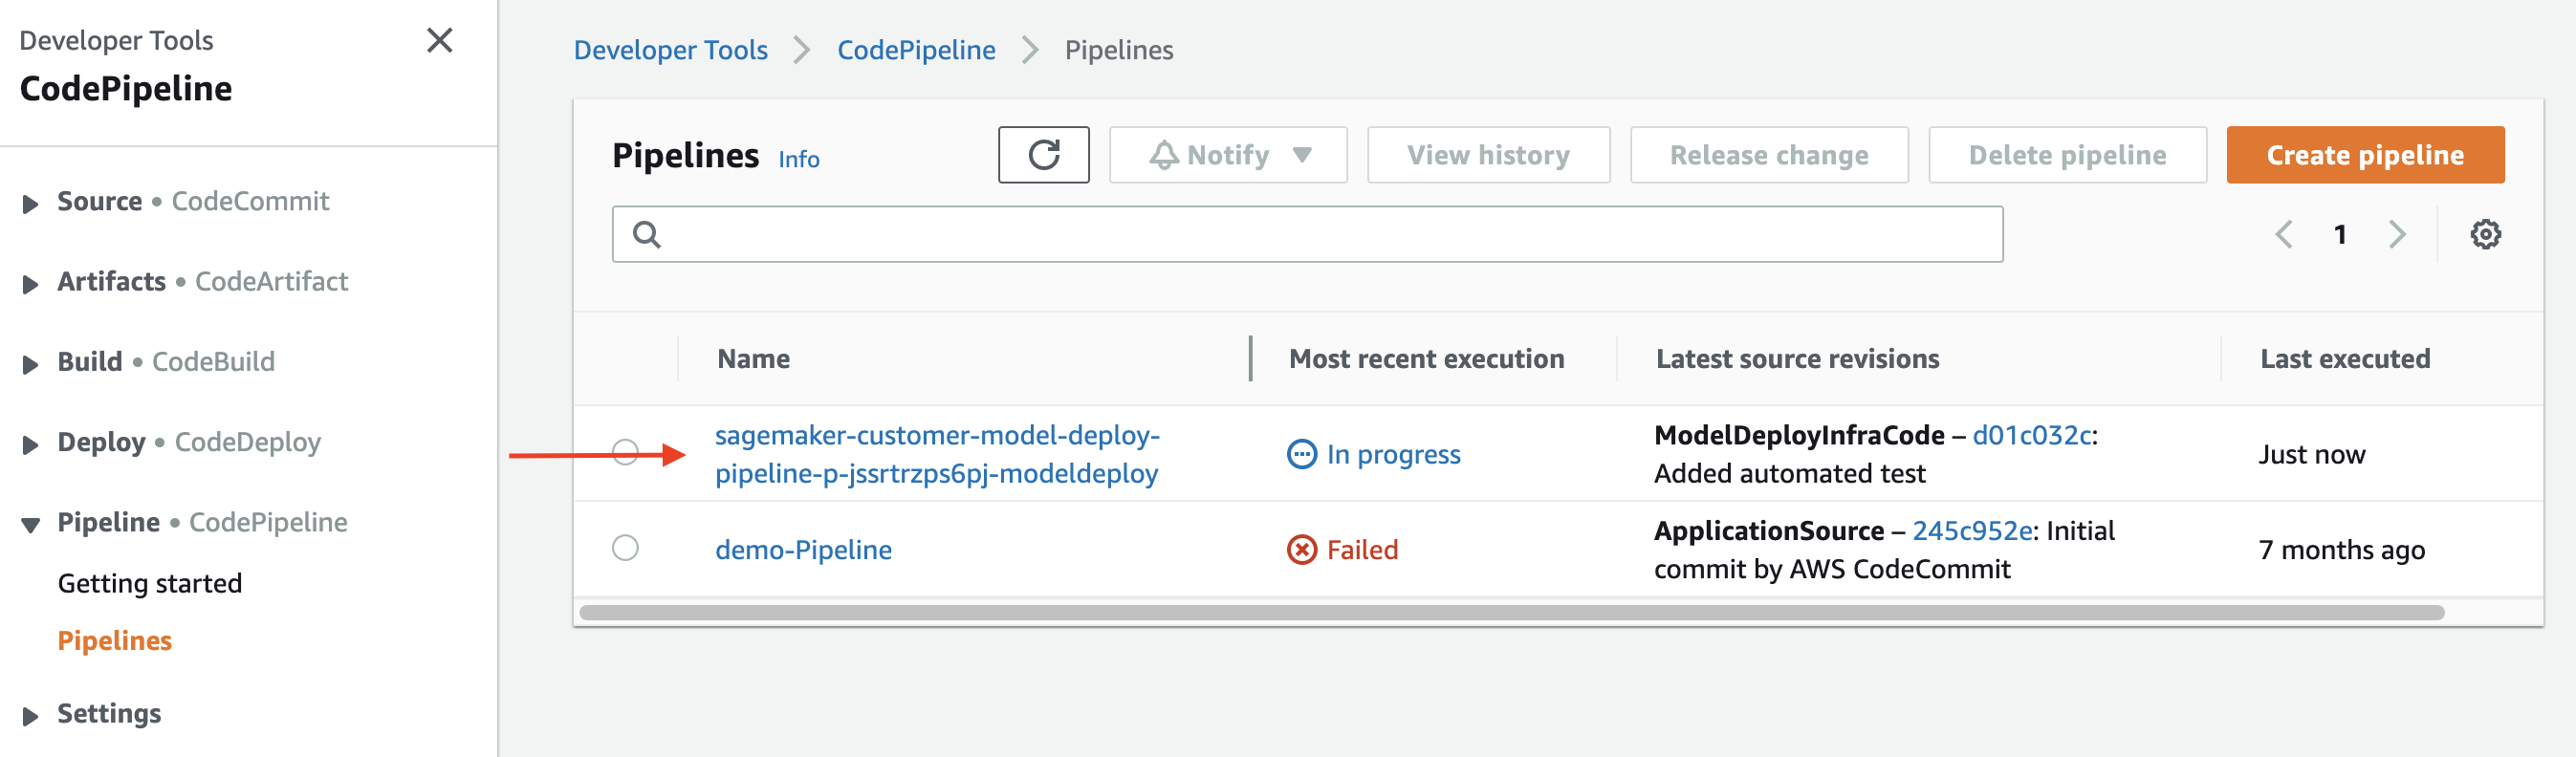 Developer Tools
CodePipeline
Source • CodeCommit
Artifacts • CodeArtifact
Build • CodeBuild
Deploy • CodeDeploy
Pipeline • CodePipeline
Getting started
Pipelines
Settings
Developer Tools > CodePipeline > Pipelines
Pipelines Info Notify View history Release change Delete pipeline Create pipeline
1
Name Most recent execution Latest source revisions Last executed
sagemaker-customer-model-deploy-
pipeline-p-jssrtrzps6pj-modeldeploy
In progress
ModelDeployInfraCode – d01c032c:
Added automated test
Just now
demo-Pipeline
Failed
ApplicationSource – 245c952e: Initial
commit by AWS CodeCommit
7 months ago